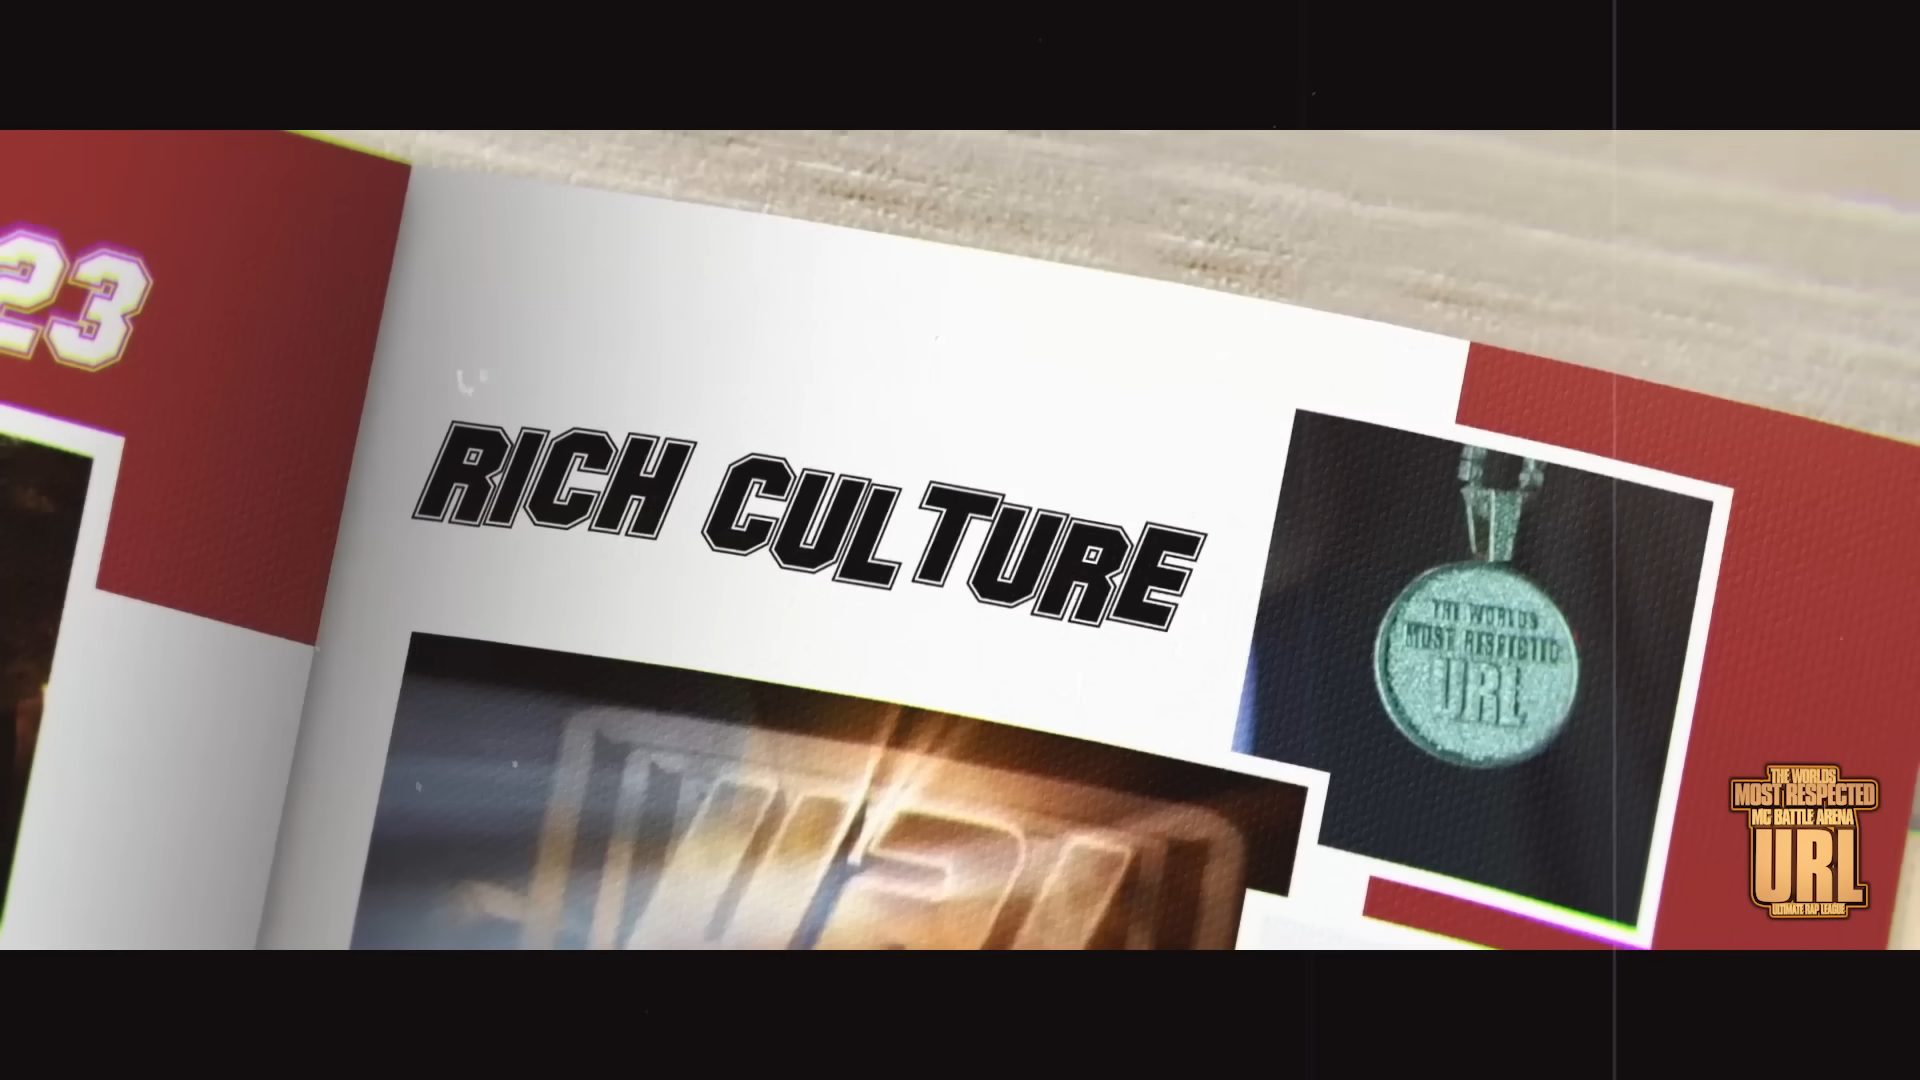 23
RICH CULTURE
THE WORLDS
MOST RESPECTED
URL
THE WORLDS
MOST RESPECTED
MC BATTLE ARENA
URL
ULTIMATE RAP LEAGUE